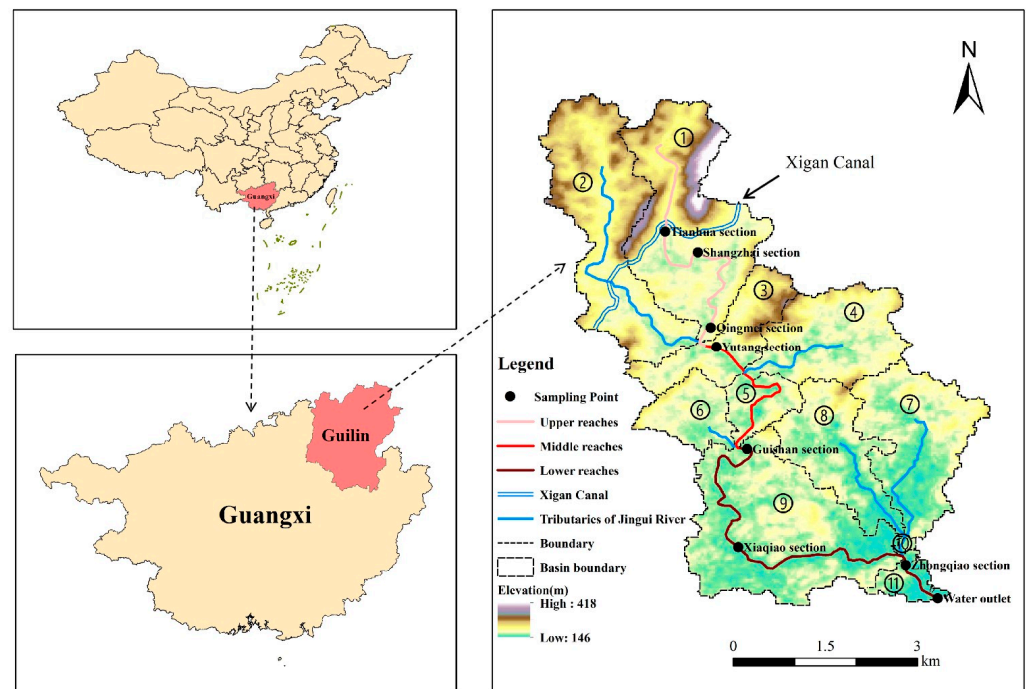 Guangxi
Guilin
Guangxi
N
Xigan Canal
①
②
Tianhua section
Shangzhai section
③
④
Qingmei section
Yutang section
⑤
⑥
⑦
⑧
Guishan section
⑨
Xiaqiao section
⑩
Zhongqiao section
⑪
Water outlet
Legend
Sampling Point
Upper reaches
Middle reaches
Lower reaches
Xigan Canal
Tributaries of Jingui River
Boundary
Basin boundary
Elevation(m)
High : 418
Low: 146
0 1.5 3
km